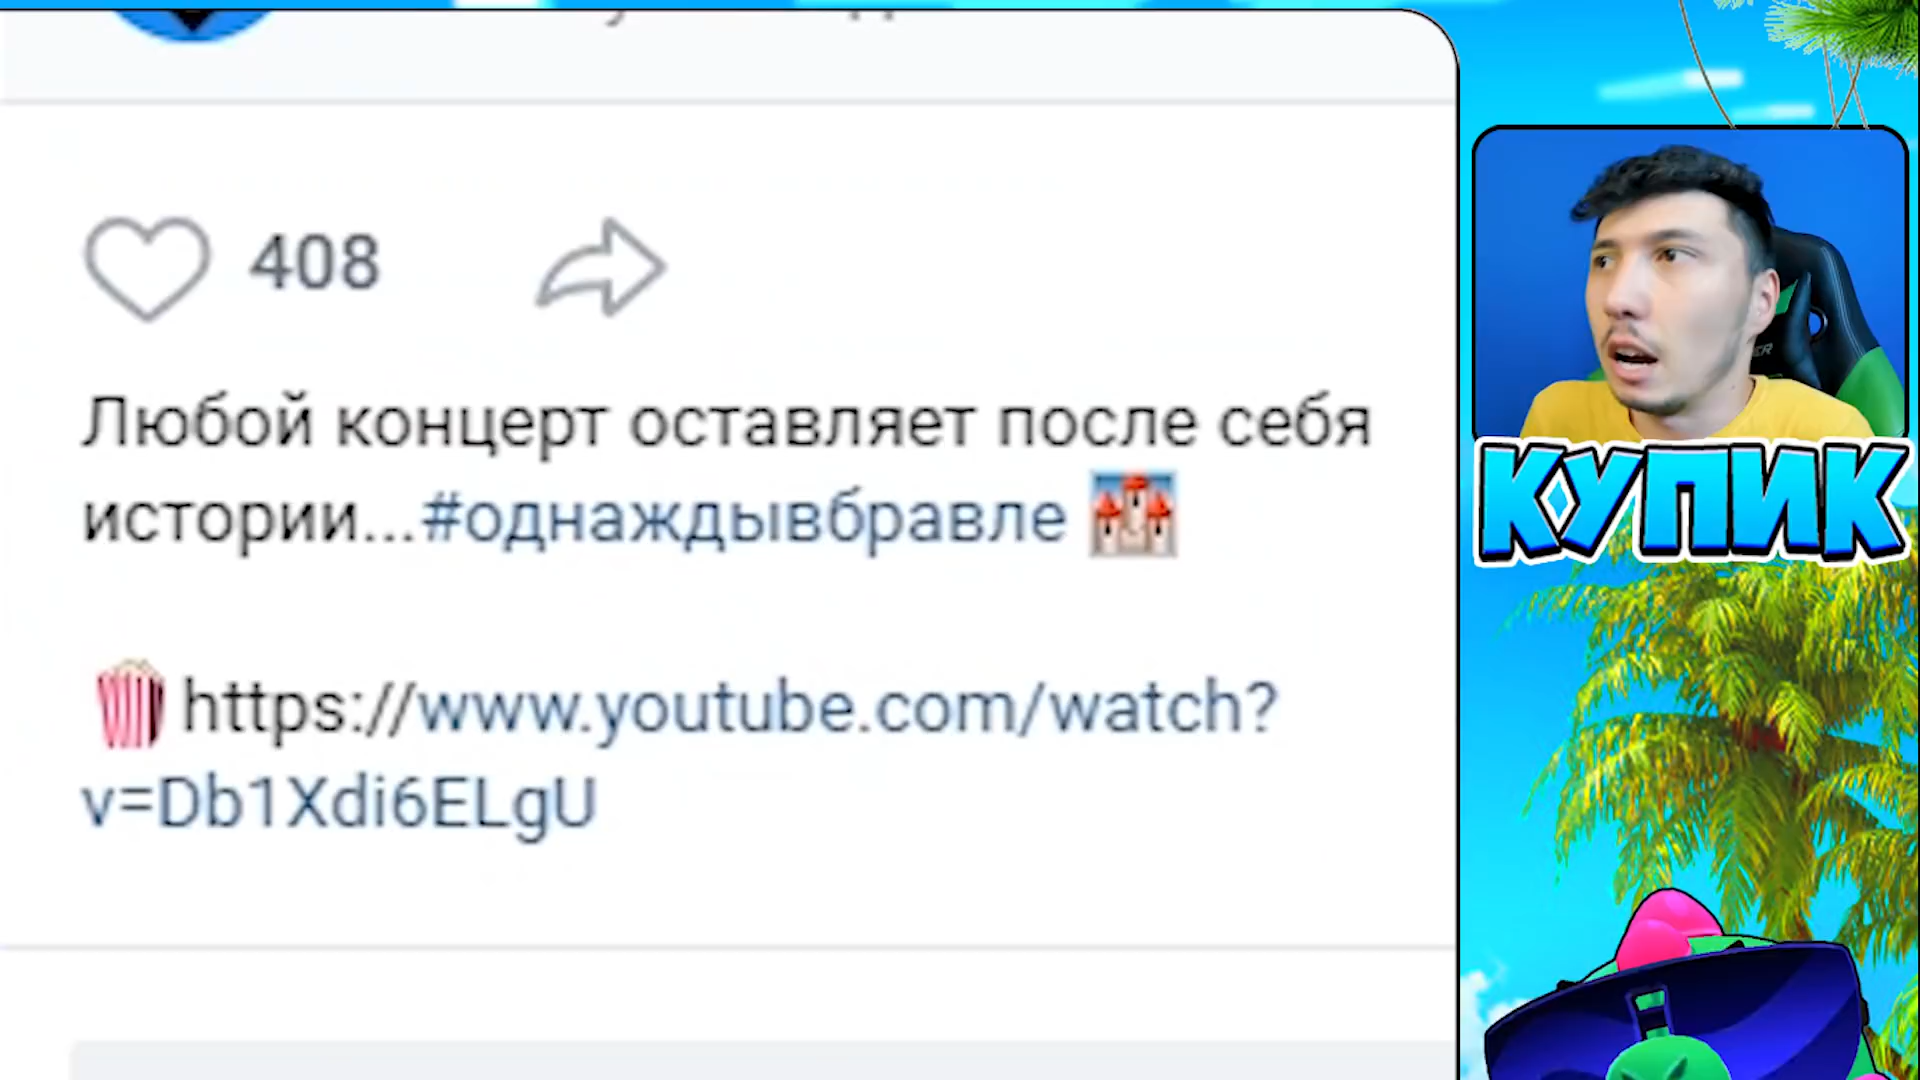 408
Любой концерт оставляет после себя
истории...#однаждывбравле
https://www.youtube.com/watch?
v=Db1Xdi6ELgU
КУПИК